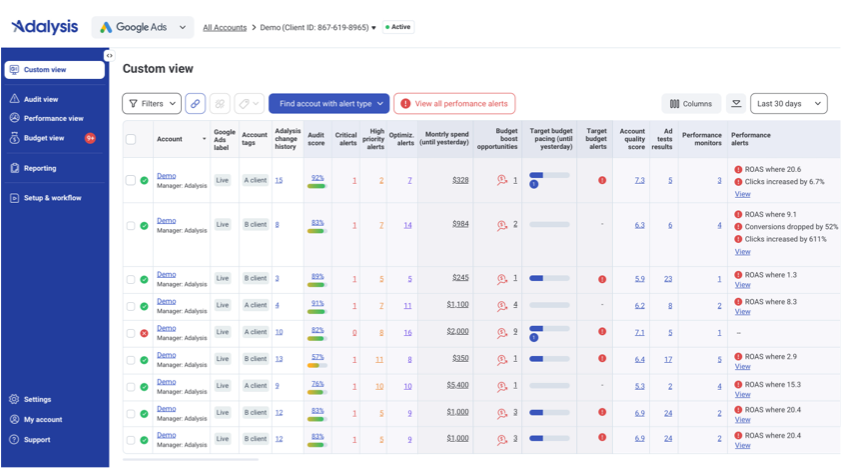 Adalysis
Google Ads
All Accounts > Demo (Client ID: 867-619-8965)
Active
Custom view
Audit view
Performance view
Budget view 9+
Reporting
Setup & workflow
Settings
My account
Support
Custom view
Filters
Find accout with alert type
View all perfomance alerts
Columns
Last 30 days
Account
Google Ads label
Account tags
Adalysis change history
Audit score
Critical alerts
High priority alerts
Optimiz. alerts
Montrly spend (until yesterday)
Budget boost opportunities
Target budget pacing (until yesterday)
Target budget alerts
Account quality score
Ad tests results
Performance monitors
Performance alerts
Demo Live A client 15 92% 1 2 7 $328 1 7.3 5 3 ROAS where 20.6
Manager: Adalysis Clicks increased by 6.7%
View
Demo Live B client 8 83% 1 7 14 $984 2 - 6.3 6 4 ROAS where 9.1
Manager: Adalysis Conversions dropped by 52%
Clicks increased by 611%
View
Demo Live B client 3 89% 1 5 5 $245 1 5.9 23 1 ROAS where 1.3
Manager: Adalysis View
Demo Live A client 4 91% 1 7 11 $1,100 4 - 6.2 8 2 ROAS where 8.3
Manager: Adalysis View
Demo Live A client 10 82% 0 8 16 $2,000 9 7.1 5 1 –
Manager: Adalysis
Demo Live B client 13 57% 1 11 8 $350 1 6.4 17 5 ROAS where 2.9
Manager: Adalysis View
Demo Live A client 9 76% 1 10 10 $5,400 1 - 5.3 2 4 ROAS where 15.3
Manager: Adalysis View
Demo Live B client 12 83% 1 5 9 $1,000 3 6.9 24 2 ROAS where 20.4
Manager: Adalysis View
Demo Live B client 12 83% 1 5 9 $1,000 3 6.9 24 2 ROAS where 20.4
Manager: Adalysis View